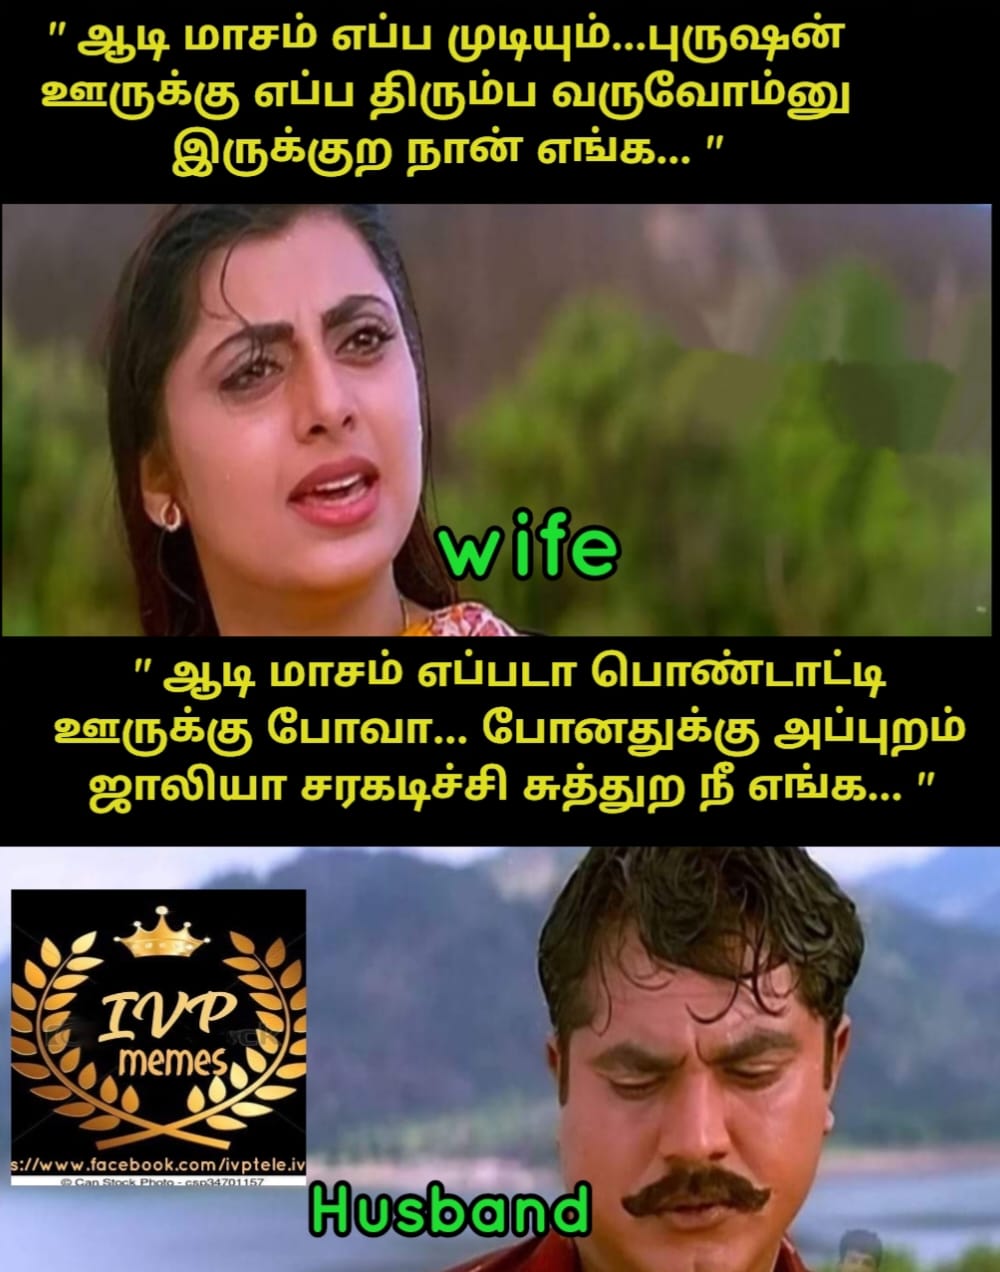 " ஆடி மாசம் எப்ப முடியும்...புருஷன்
ஊருக்கு எப்ப திரும்ப வருவோம்னு
இருக்குற நான் எங்க... "
wife
" ஆடி மாசம் எப்படா பொண்டாட்டி
ஊருக்கு போவா... போனதுக்கு அப்புறம்
ஜாலியா சரகடிச்சி சுத்துற நீ எங்க... "
IVP
memes
s://www.facebook.com/ivptele.iv
© Can Stock Photo - csp34701157
Husband